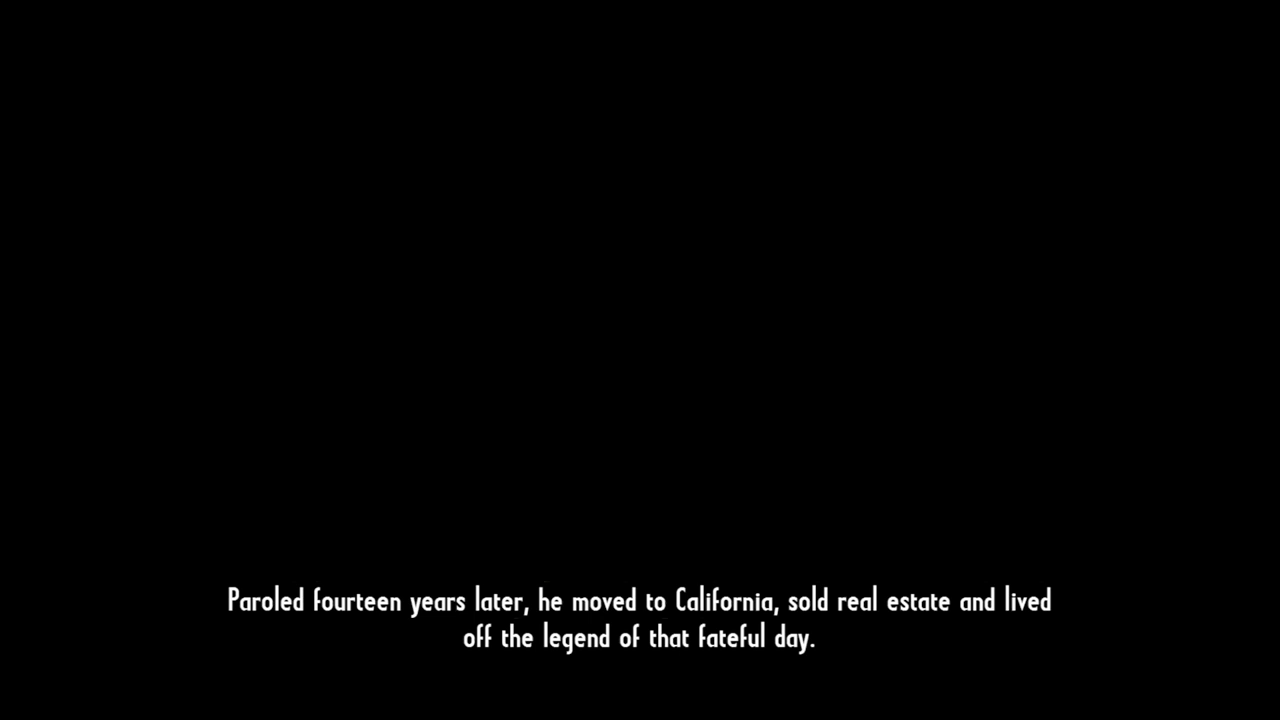 Paroled fourteen years later, he moved to California, sold real estate and lived
off the legend of that fateful day.